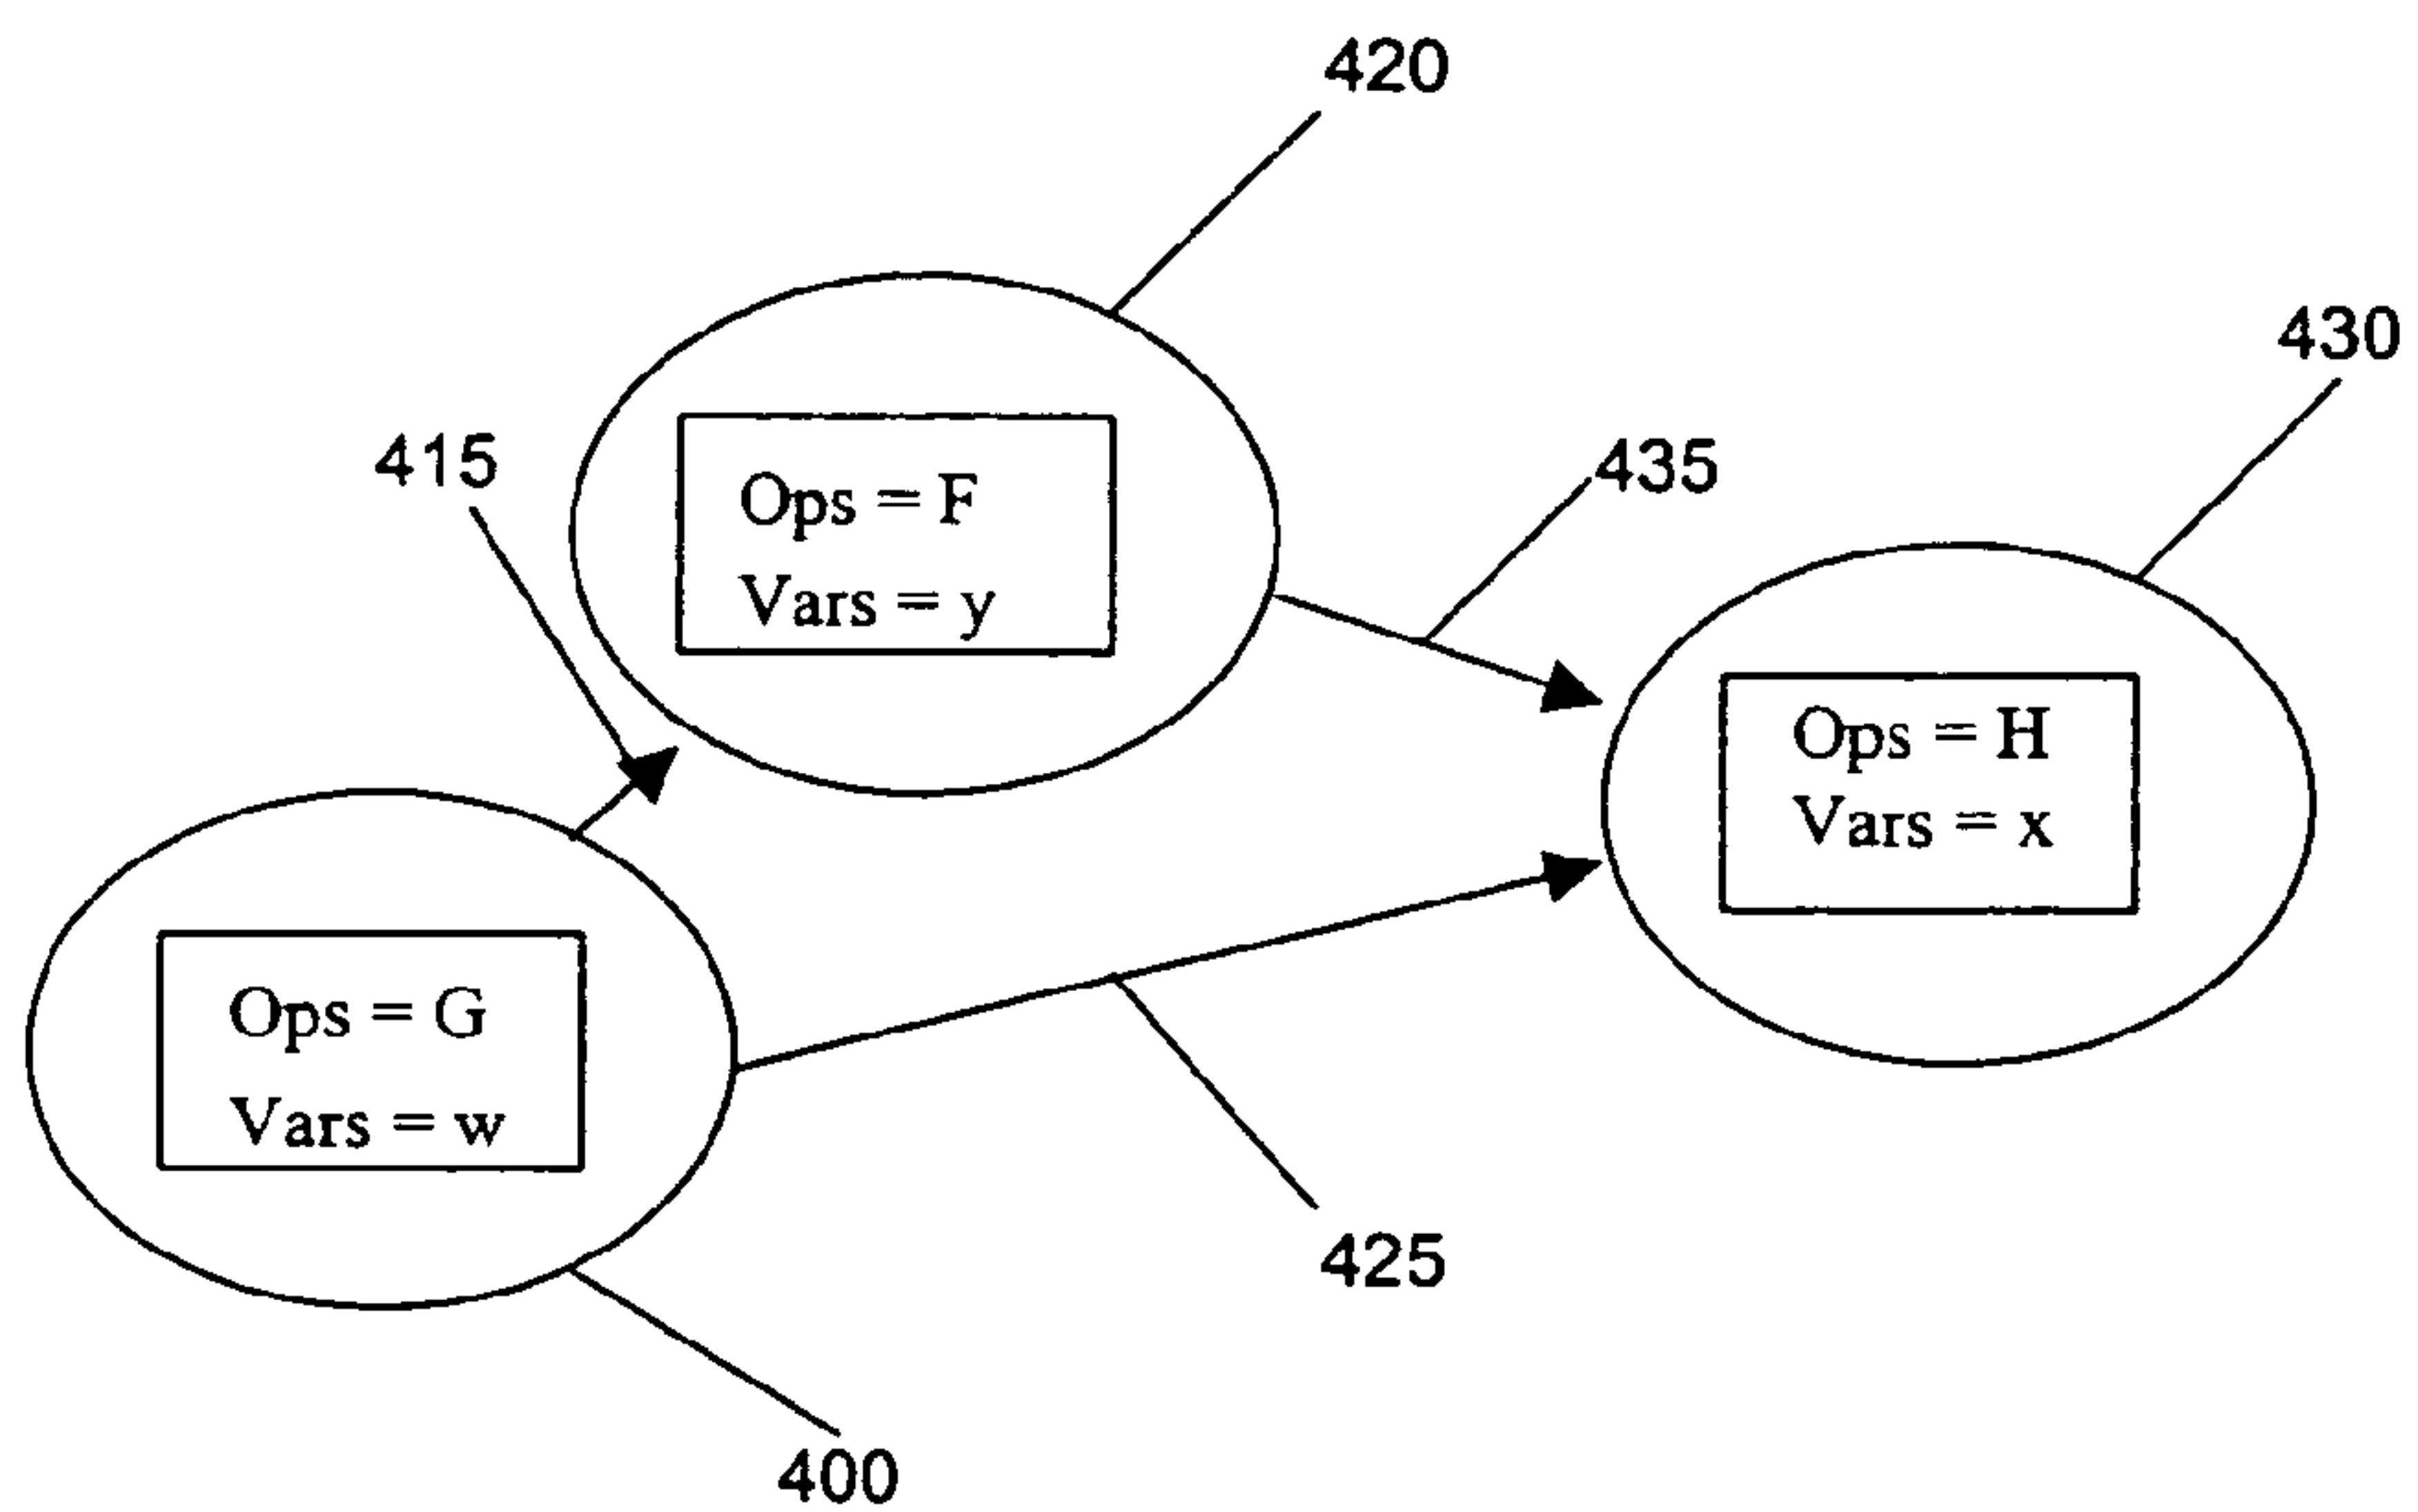 420
430
415
435
Ops = F
Vars = y
Ops = H
Vars = x
Ops = G
Vars = w
425
400